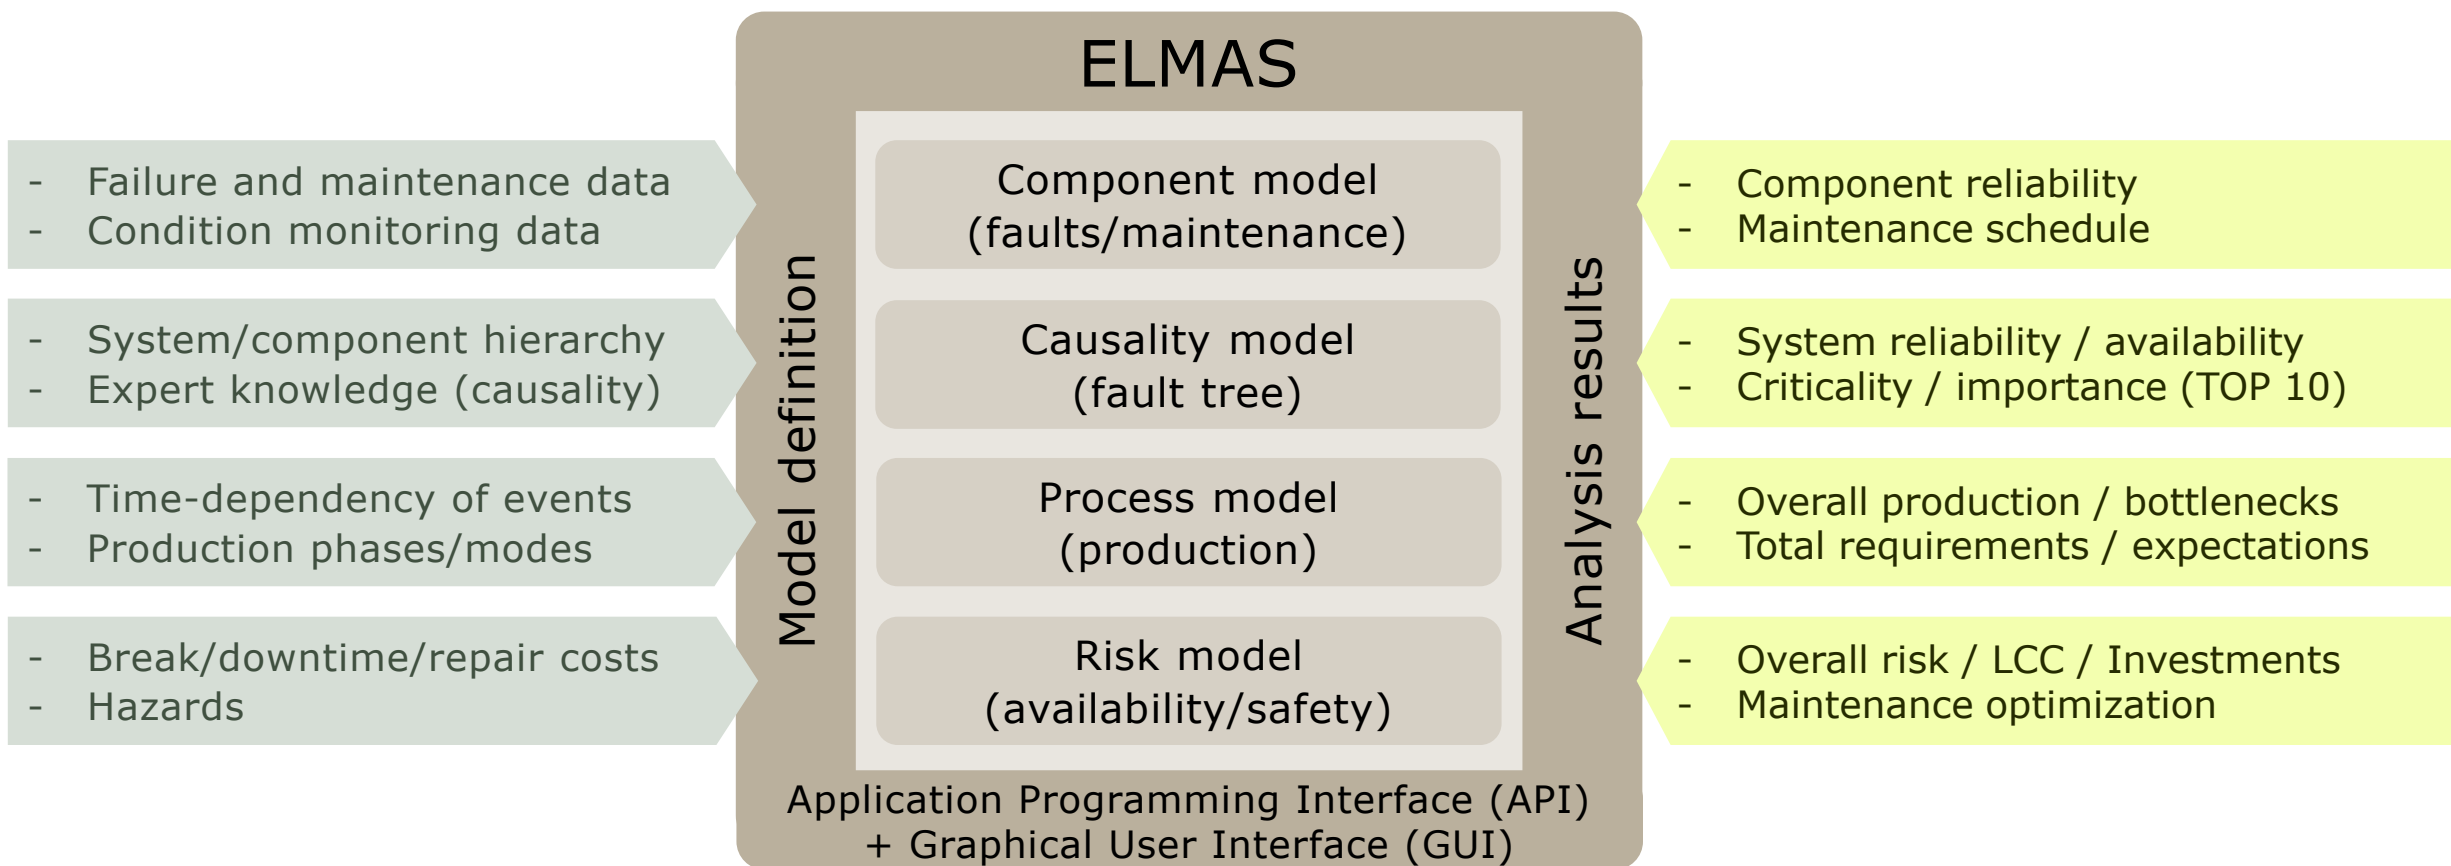 ELMAS
- Failure and maintenance data
- Condition monitoring data
- System/component hierarchy
- Expert knowledge (causality)
- Time-dependency of events
- Production phases/modes
- Break/downtime/repair costs
- Hazards
Model definition
Component model
(faults/maintenance)
Causality model
(fault tree)
Process model
(production)
Risk model
(availability/safety)
Analysis results
- Component reliability
- Maintenance schedule
- System reliability / availability
- Criticality / importance (TOP 10)
- Overall production / bottlenecks
- Total requirements / expectations
- Overall risk / LCC / Investments
- Maintenance optimization
Application Programming Interface (API)
+ Graphical User Interface (GUI)